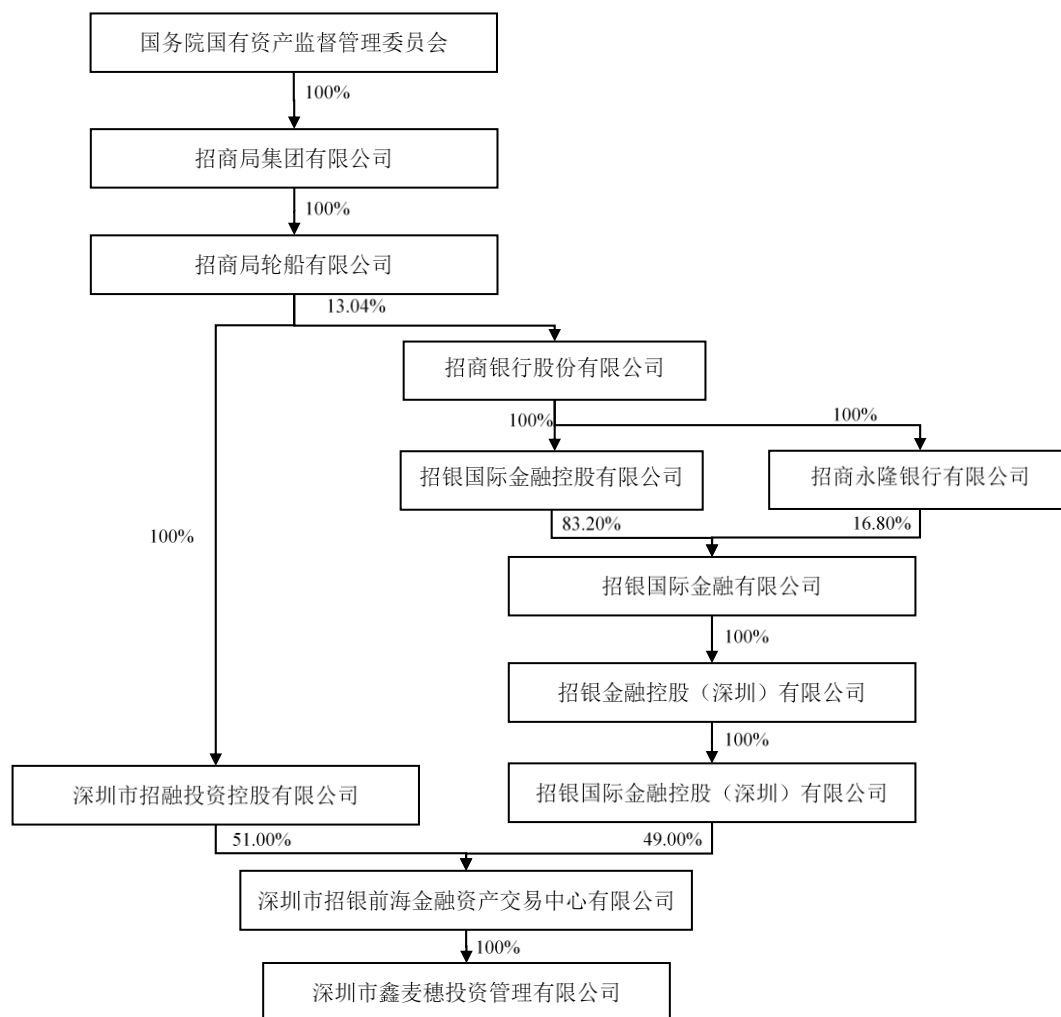 国务院国有资产监督管理委员会
100%
招商局集团有限公司
100%
招商局轮船有限公司
13.04%
招商银行股份有限公司
100%
100%
招银国际金融控股有限公司
招商永隆银行有限公司
83.20%
16.80%
100%
招银国际金融有限公司
100%
招银金融控股（深圳）有限公司
100%
深圳市招融投资控股有限公司
招银国际金融控股（深圳）有限公司
51.00%
49.00%
深圳市招银前海金融资产交易中心有限公司
100%
深圳市鑫麦穗投资管理有限公司